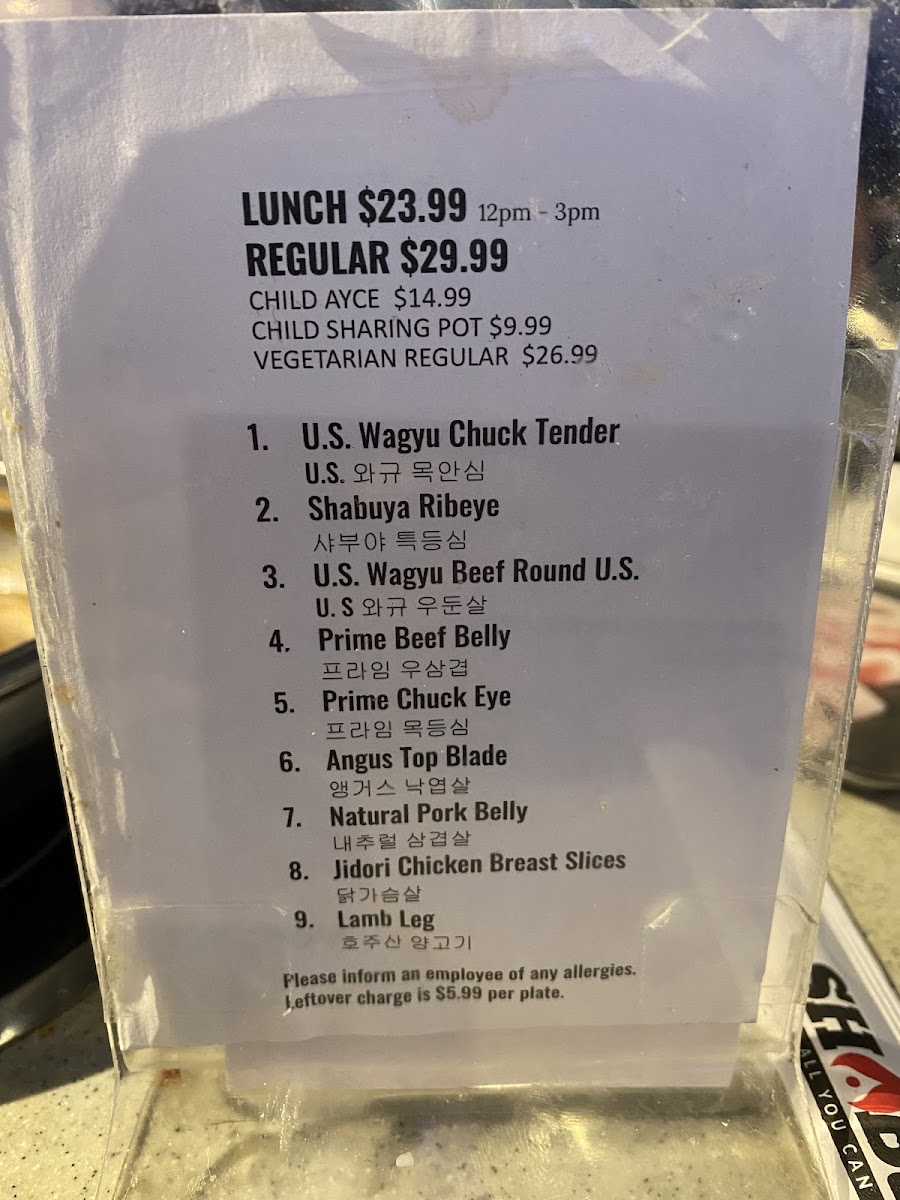 LUNCH $23.99 12pm - 3pm
REGULAR $29.99
CHILD AYCE $14.99
CHILD SHARING POT $9.99
VEGETARIAN REGULAR $26.99
1. U.S. Wagyu Chuck Tender
U.S. 와규 목안심
2. Shabuya Ribeye
샤부야 특등심
3. U.S. Wagyu Beef Round U.S.
U.S 와규 우둔살
4. Prime Beef Belly
프라임 우삼겹
5. Prime Chuck Eye
프라임 목등심
6. Angus Top Blade
앵거스 낙엽살
7. Natural Pork Belly
내추럴 삼겹살
8. Jidori Chicken Breast Slices
닭가슴살
9. Lamb Leg
호주산 양고기
Please inform an employee of any allergies.
Leftover charge is $5.99 per plate.
ALL YOU CAN